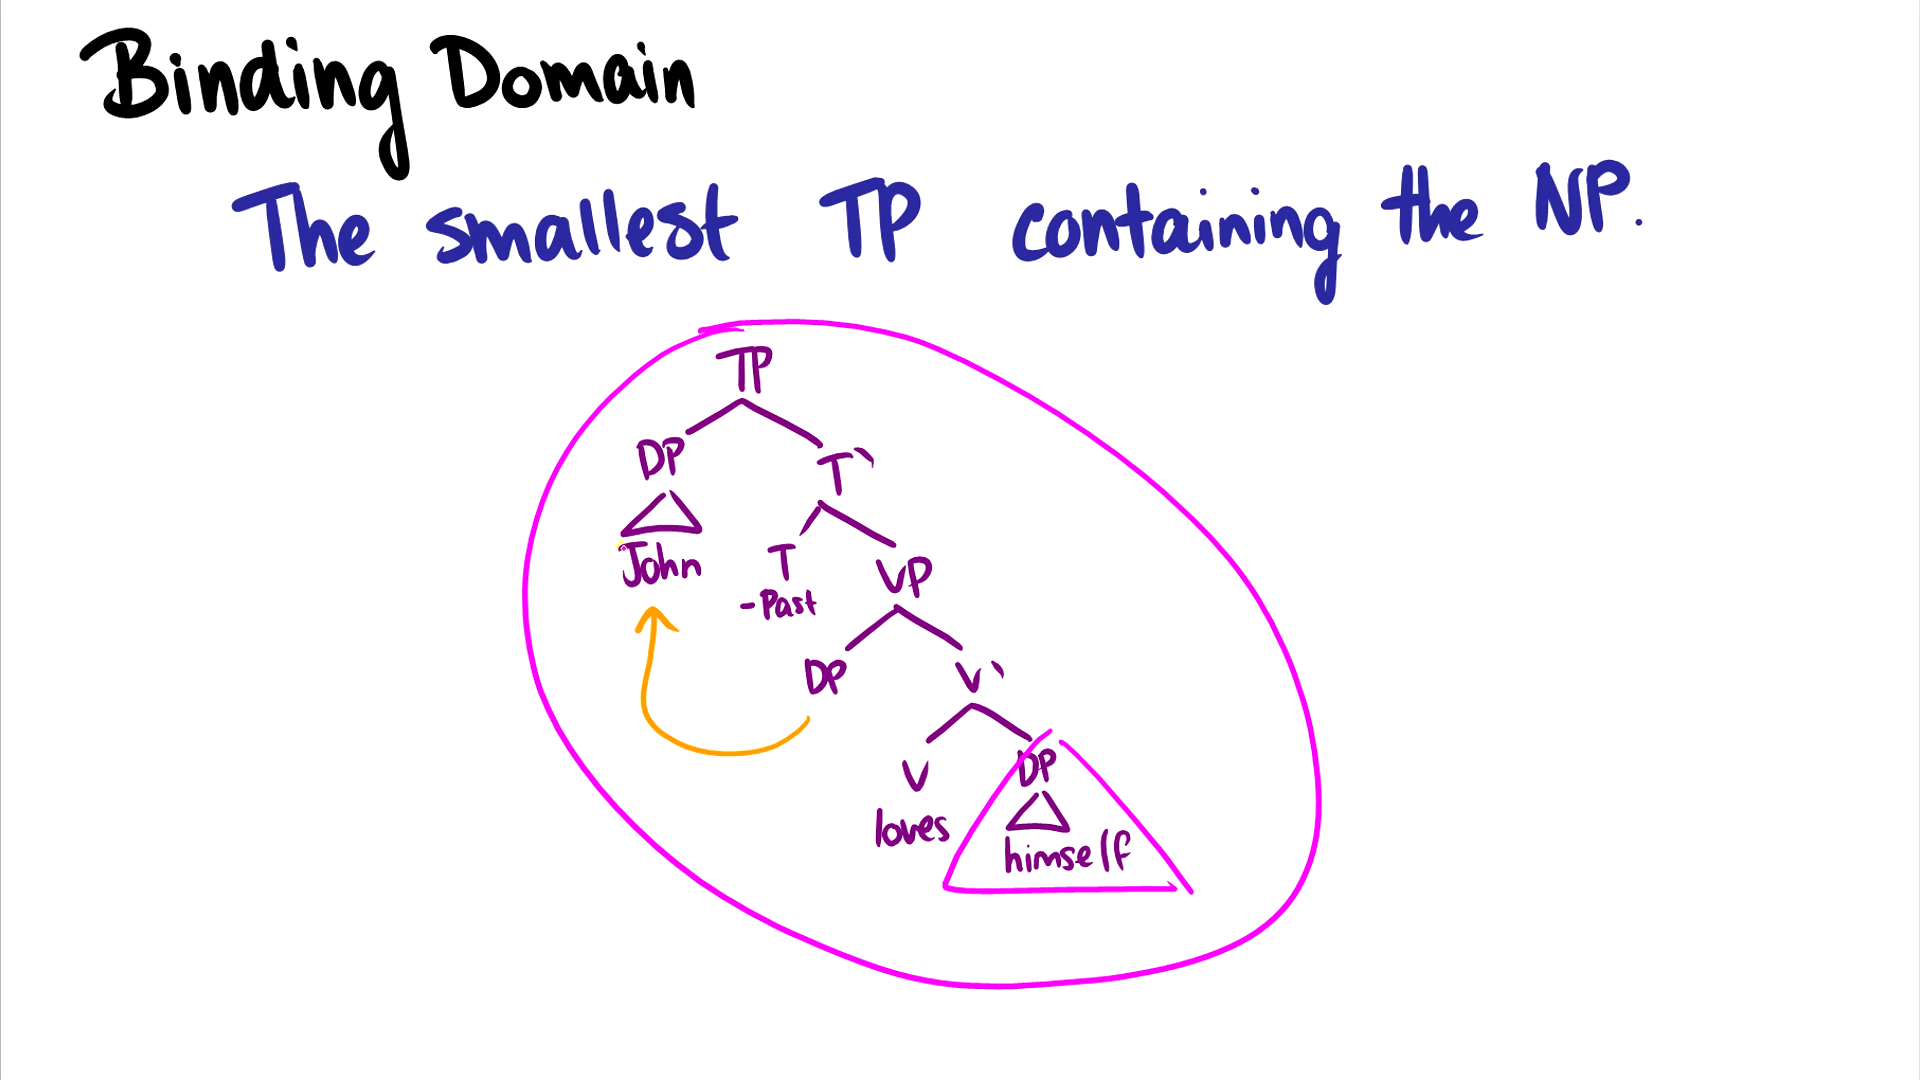 Binding Domain
The smallest TP containing the NP.
TP
DP T`
John T VP
-Past
DP V`
V DP
loves himself